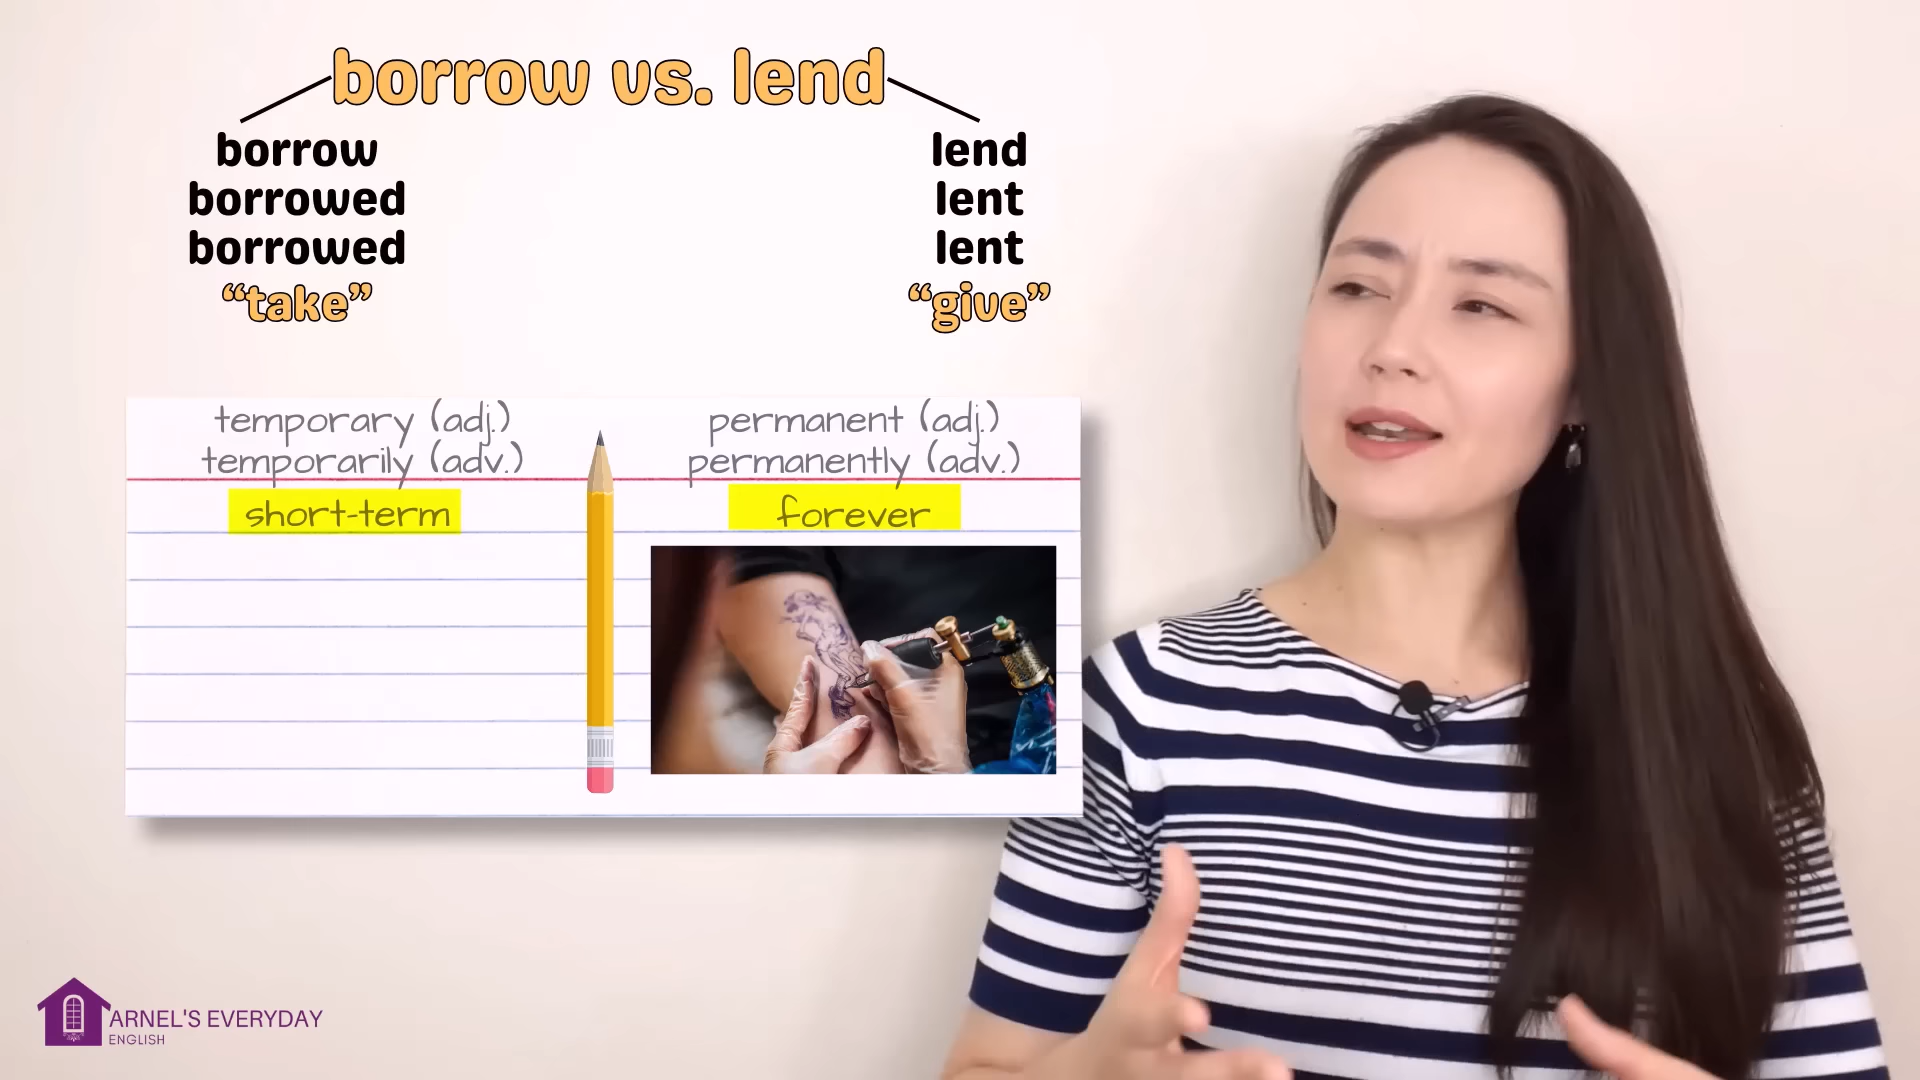 borrow vs. lend
borrow
borrowed
borrowed
“take”
lend
lent
lent
“give”
temporary (adj.)
temporarily (adv.)
short-term
permanent (adj.)
permanently (adv.)
forever
ARNEL'S EVERYDAY
ENGLISH